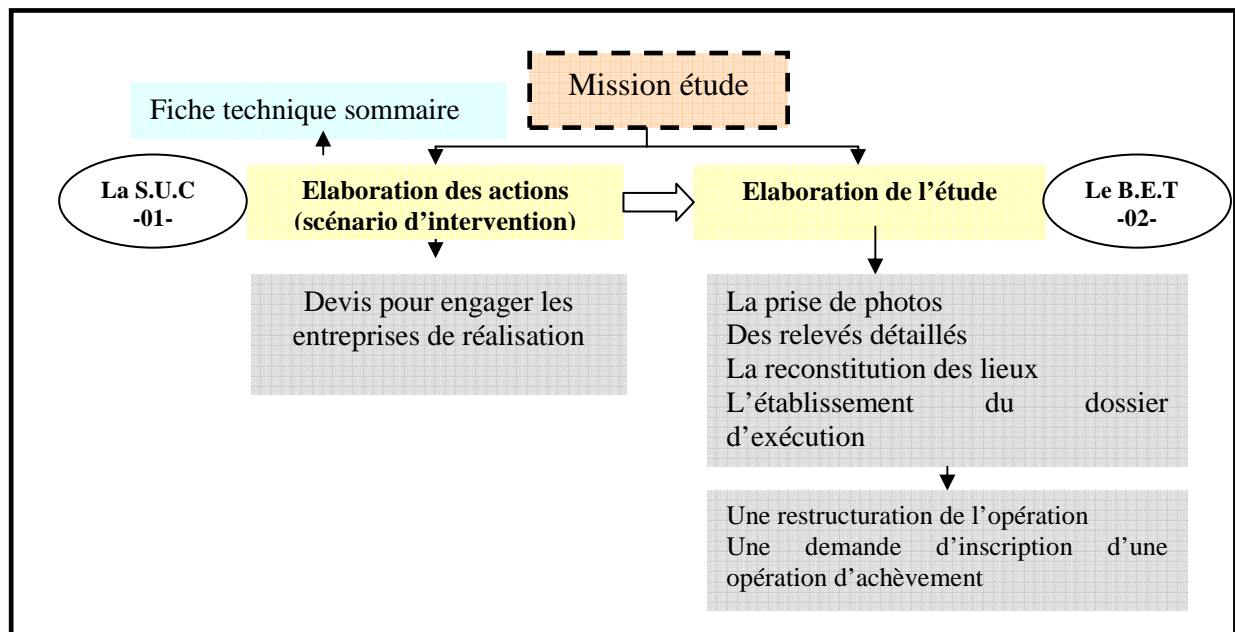 Mission étude
Fiche technique sommaire
La S.U.C
-01-
Elaboration des actions
(scénario d’intervention)
Elaboration de l’étude
Le B.E.T
-02-
Devis pour engager les
entreprises de réalisation
La prise de photos
Des relevés détaillés
La reconstitution des lieux
L’établissement du dossier
d’exécution
Une restructuration de l’opération
Une demande d’inscription d’une
opération d’achèvement